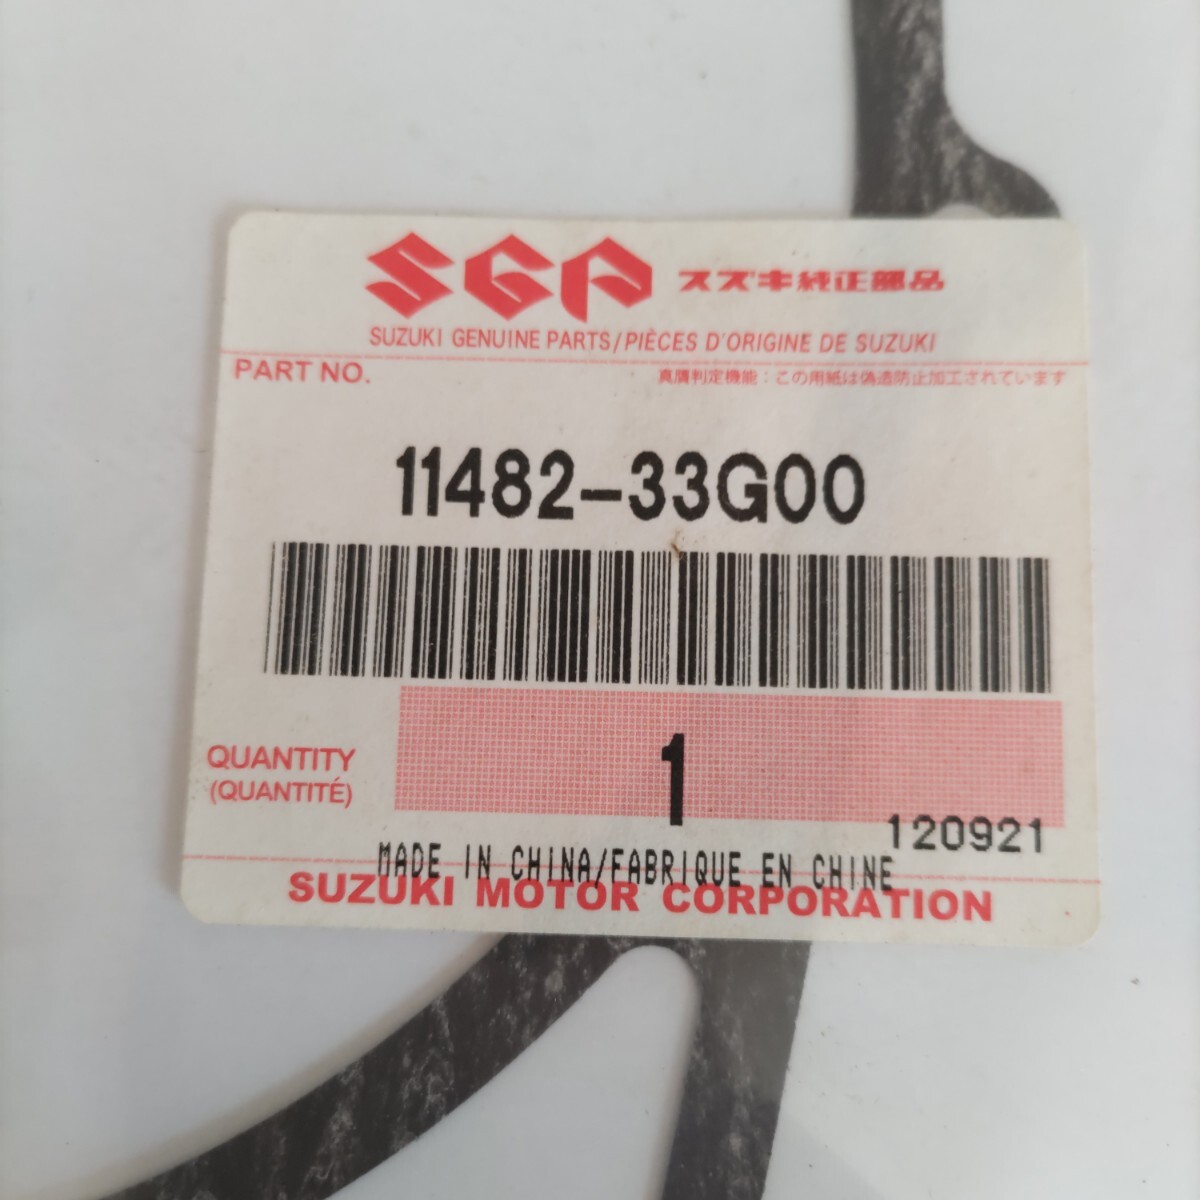 SGP スズキ純正部品
SUZUKI GENUINE PARTS/PIÈCES D'ORIGINE DE SUZUKI
PART NO.
真贋判定機能：この用紙は偽造防止加工されています
11482-33G00
QUANTITY
(QUANTITÉ)
1
120921
MADE IN CHINA/FABRIQUE EN CHINE
SUZUKI MOTOR CORPORATION